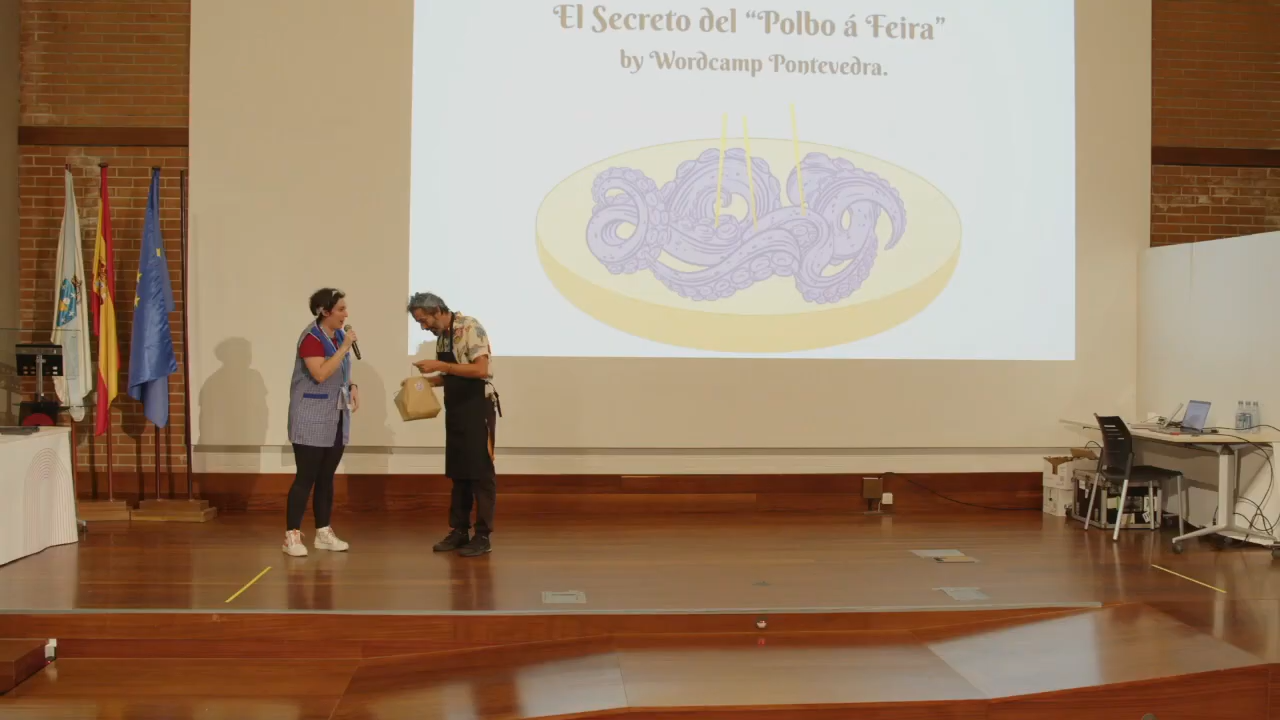 El Secreto del “Polbo á Feira”
by Wordcamp Pontevedra.